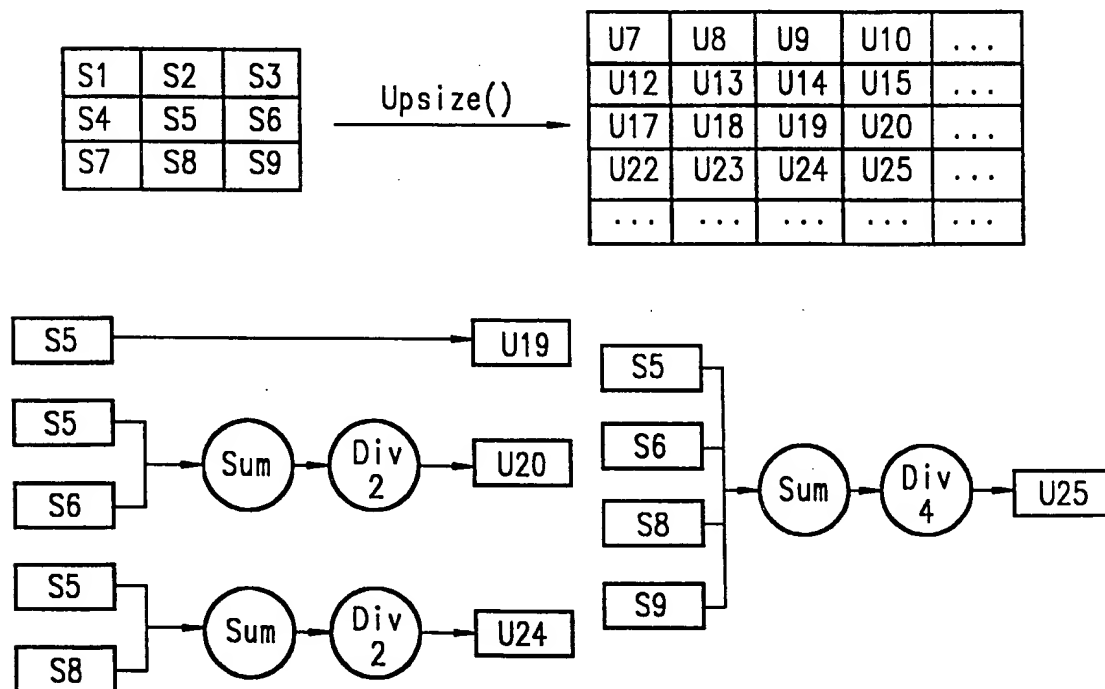 S1 S2 S3
S4 S5 S6
S7 S8 S9
Upsize()
U7 U8 U9 U10 ...
U12 U13 U14 U15 ...
U17 U18 U19 U20 ...
U22 U23 U24 U25 ...
... ... ... ... ...
S5 U19
S5
S6
Sum
Div
2
U20
S5
S8
Sum
Div
2
U24
S5
S6
S8
S9
Sum
Div
4
U25